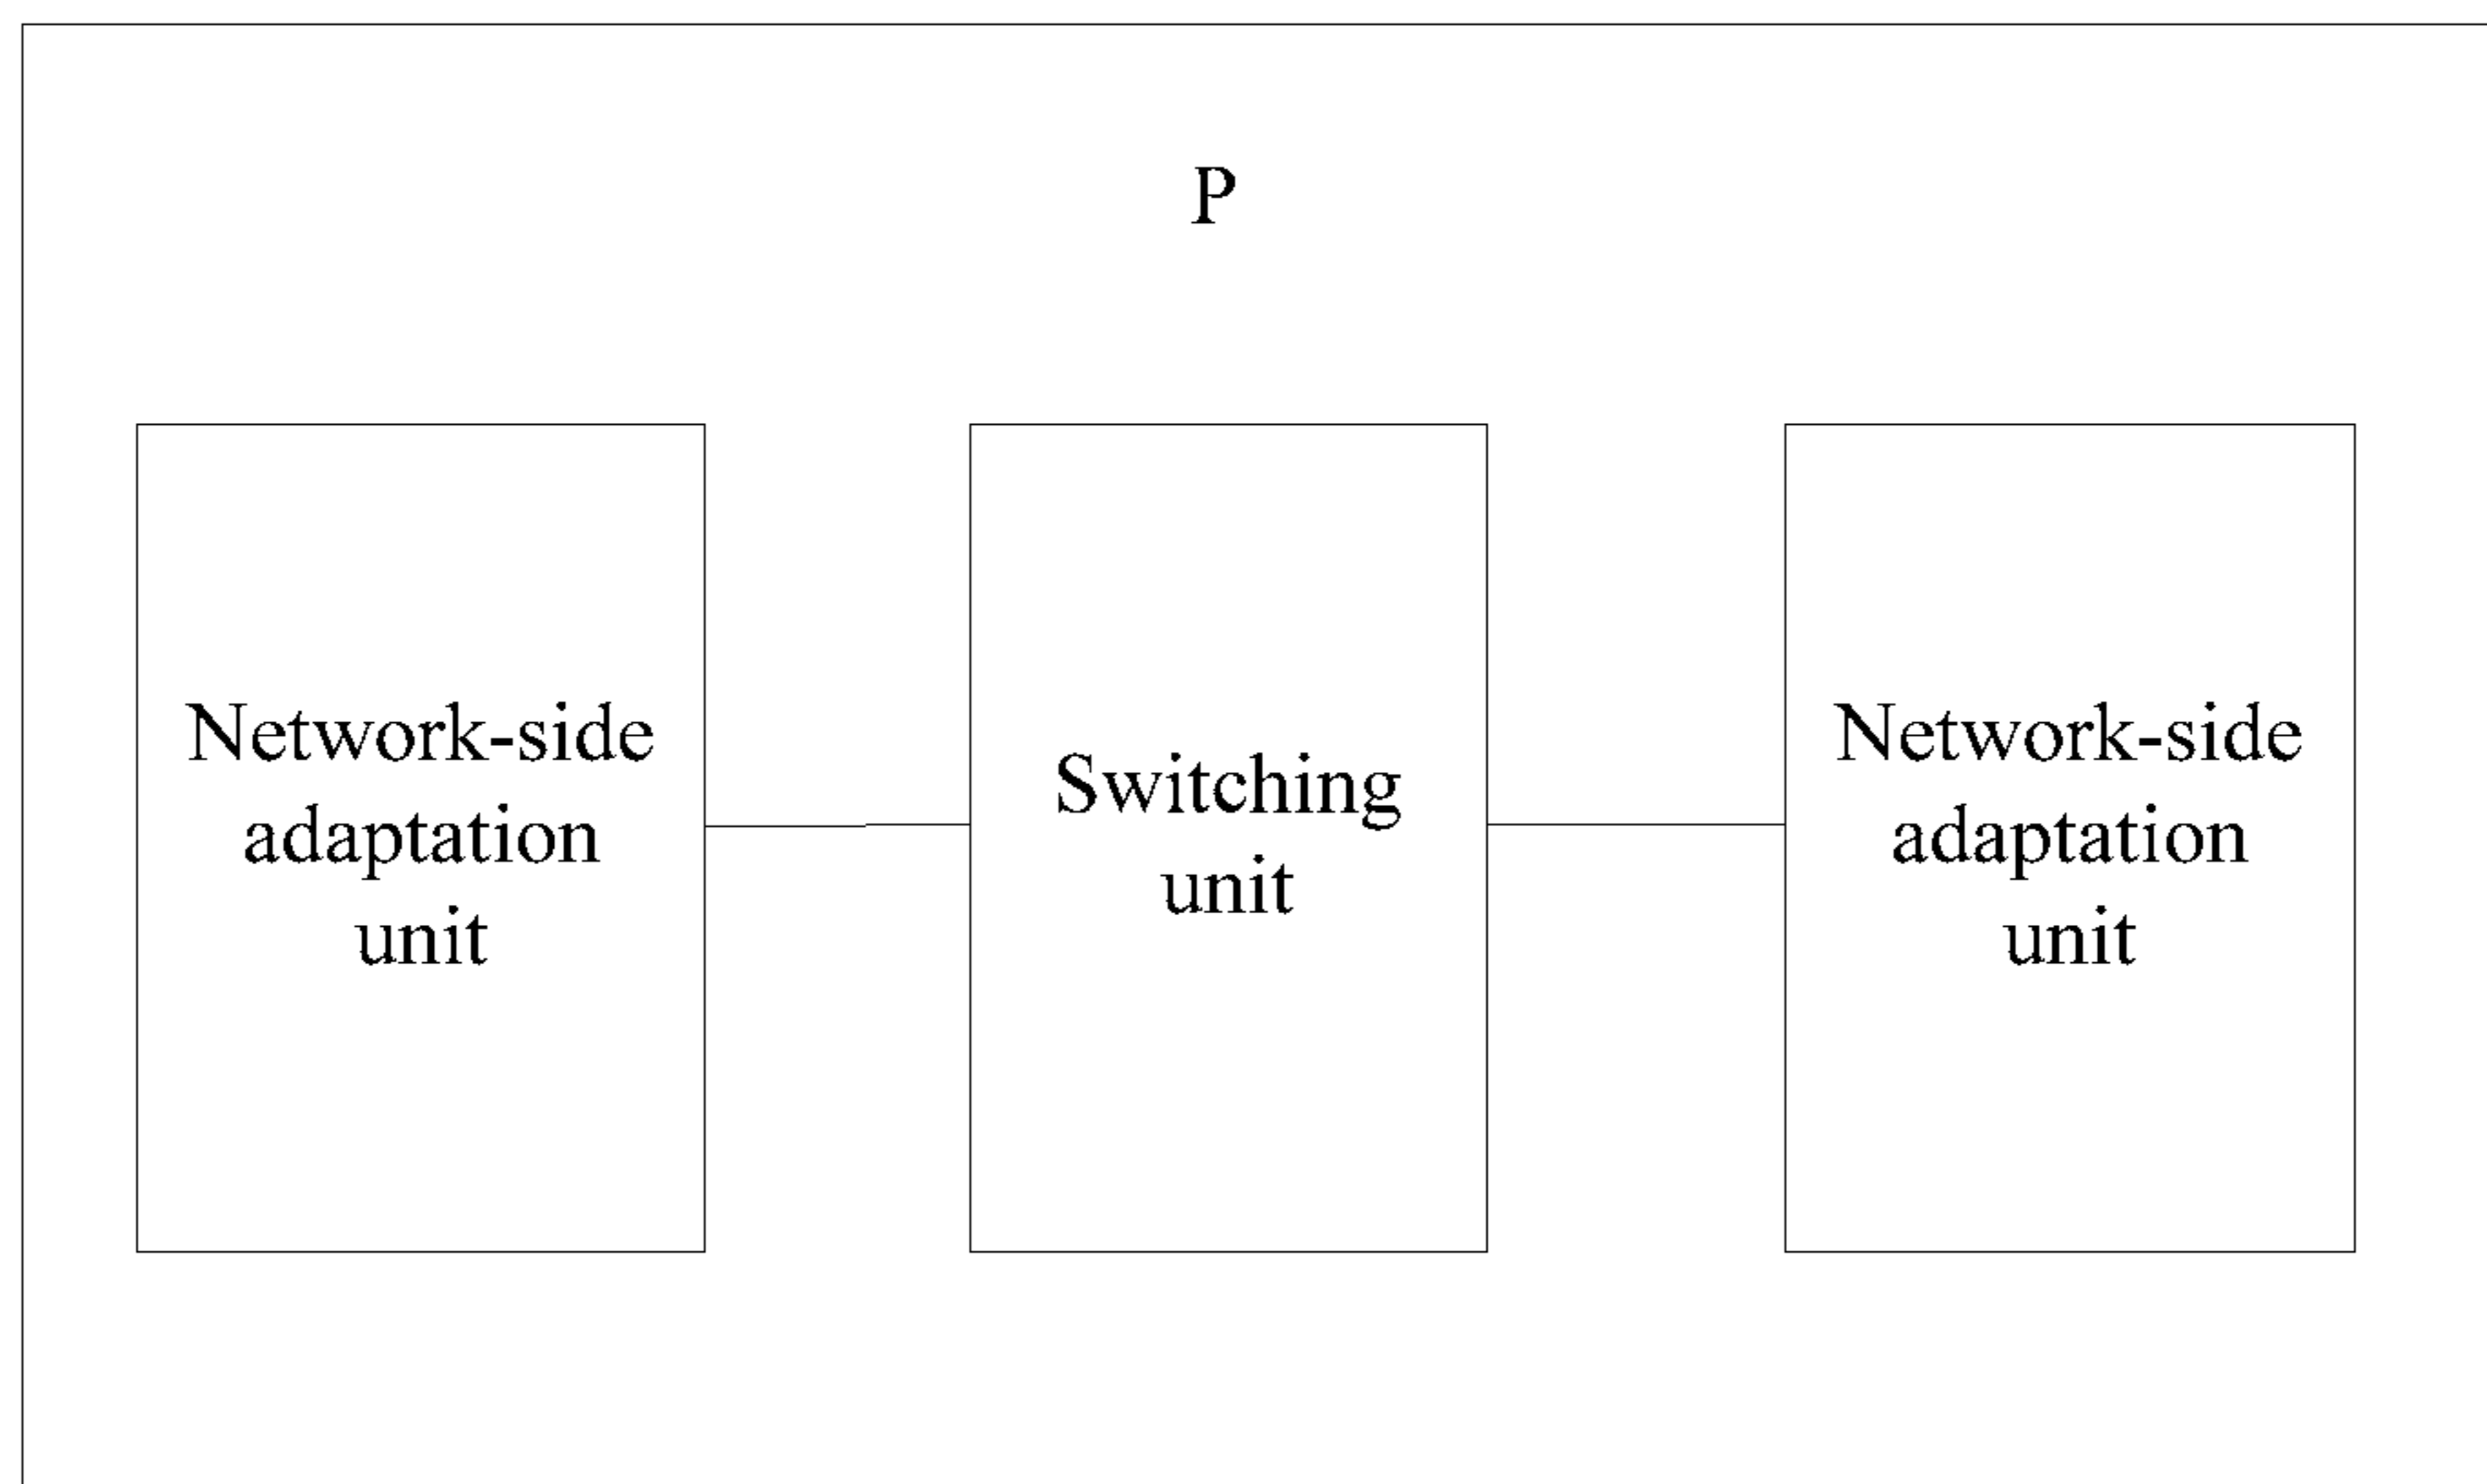 P
Network-side
adaptation
unit
Switching
unit
Network-side
adaptation
unit